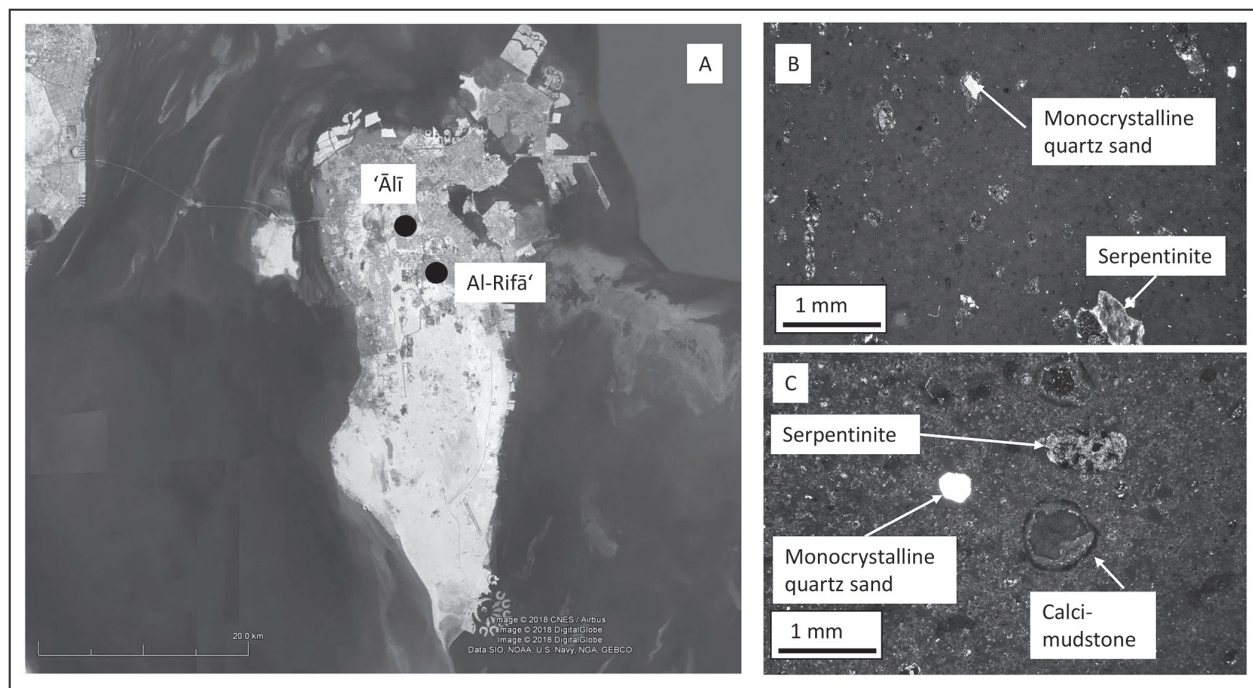 A
‘Ālī
Al-Rifā‘
20.0 km
Image © 2018 CNES / Airbus
Image © 2018 DigitalGlobe
Image © 2018 DigitalGlobe
Data SIO, NOAA, U.S. Navy, NGA, GEBCO
B
Monocrystalline
quartz sand
Serpentinite
1 mm
C
Serpentinite
Monocrystalline
quartz sand
Calci-
mudstone
1 mm